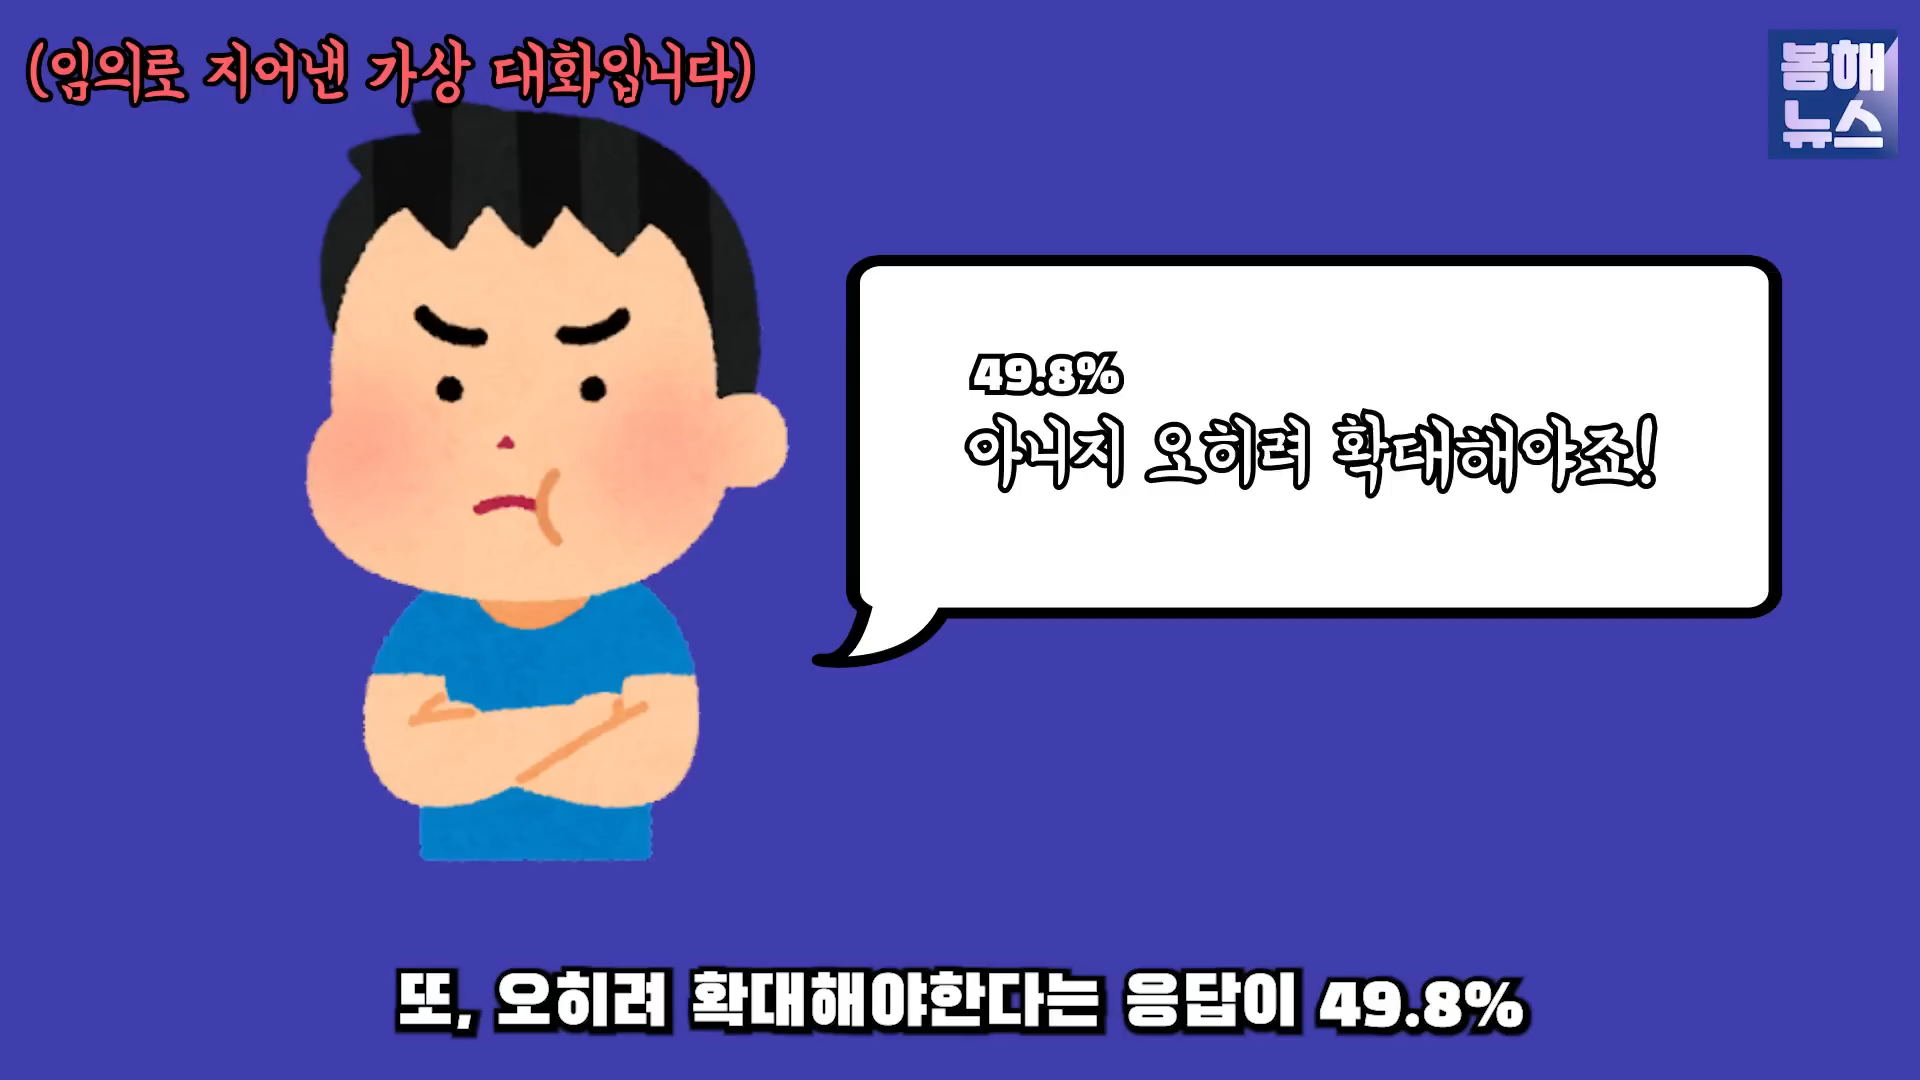 (임의로 지어낸 가상 대화입니다)
봄해
뉴스
49.8%
아니지 오히려 확대해야죠!
또, 오히려 확대해야한다는 응답이 49.8%